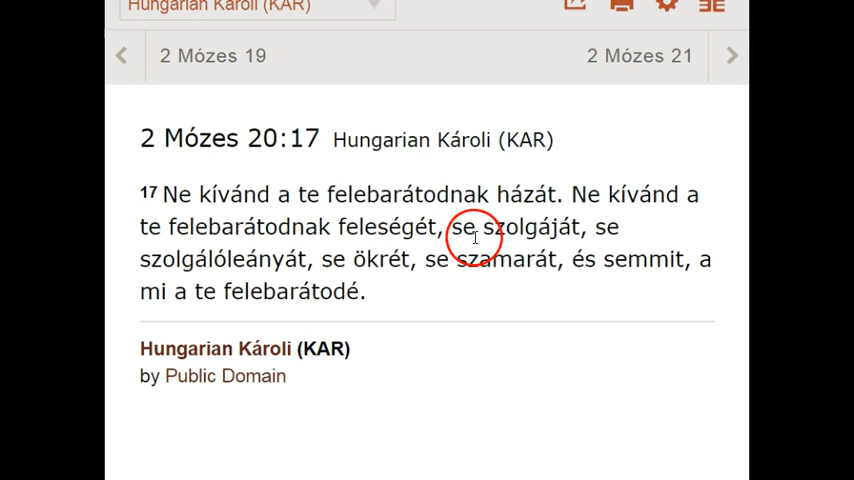 Hungarian Károli (KAR)
2 Mózes 19
2 Mózes 21
2 Mózes 20:17 Hungarian Károli (KAR)
17 Ne kívánd a te felebarátodnak házát. Ne kívánd a
te felebarátodnak feleségét, se szolgáját, se
szolgálóleányát, se ökrét, se szamarát, és semmit, a
mi a te felebarátodé.
Hungarian Károli (KAR)
by Public Domain